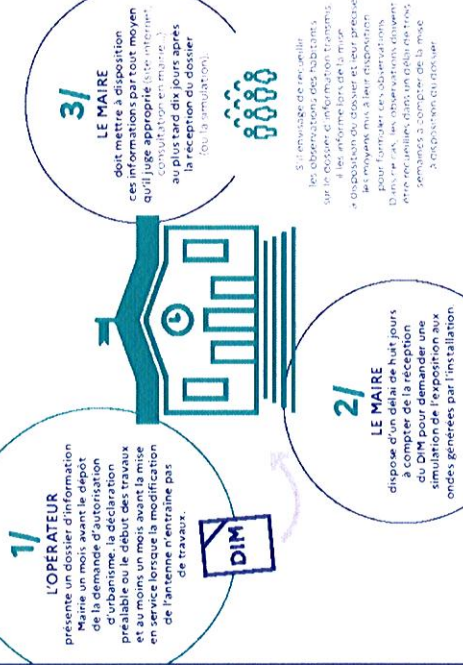 1/
L'OPÉRATEUR
présente un dossier d'information
Mairie un mois avant le dépôt
de la demande d'autorisation
d'urbanisme, la déclaration
préalable ou le début des travaux
et au moins un mois avant la mise
en service lorsque la modification
de l'antenne n'entraîne pas
de travaux.
DIM
2/
LE MAIRE
dispose d'un délai de huit jours
à compter de la réception
du DIM pour demander une
simulation de l'exposition aux
ondes générées par l'installation
3/
LE MAIRE
doit mettre à disposition
ces informations par tout moyen
qu'il juge approprié (site internet,
consultation en mairie...)
au plus tard dix jours après
la réception du dossier
(ou la simulation).
S'il envisage de recueillir
les observations des habitants
sur le dossier d'information transmis,
il les informe lors de la mise
à disposition du dossier et leur précise
les moyens mis à leur disposition
pour formuler ces observations
Dans ce cas, les observations doivent
être recueillies dans un délai de trois
semaines à compter de la mise
à disposition du dossier